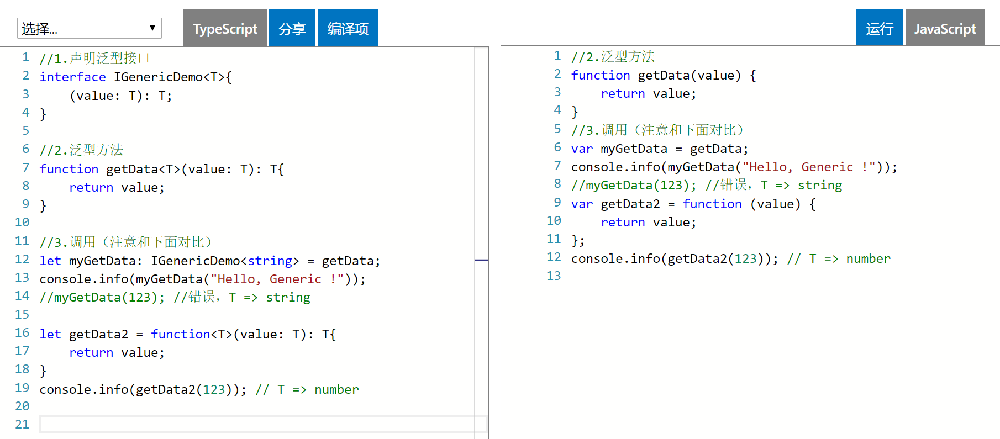 选择...
TypeScript 分享 编译项
运行 JavaScript
1 //1.声明泛型接口
2 interface IGenericDemo<T>{
3     (value: T): T;
4 }
5
6 //2.泛型方法
7 function getData<T>(value: T): T{
8     return value;
9 }
10
11 //3.调用（注意和下面对比）
12 let myGetData: IGenericDemo<string> = getData;
13 console.info(myGetData("Hello, Generic !"));
14 //myGetData(123); //错误，T => string
15
16 let getData2 = function<T>(value: T): T{
17     return value;
18 }
19 console.info(getData2(123)); // T => number
20
21
1 //2.泛型方法
2 function getData(value) {
3     return value;
4 }
5 //3.调用（注意和下面对比）
6 var myGetData = getData;
7 console.info(myGetData("Hello, Generic !"));
8 //myGetData(123); //错误，T => string
9 var getData2 = function (value) {
10     return value;
11 };
12 console.info(getData2(123)); // T => number
13